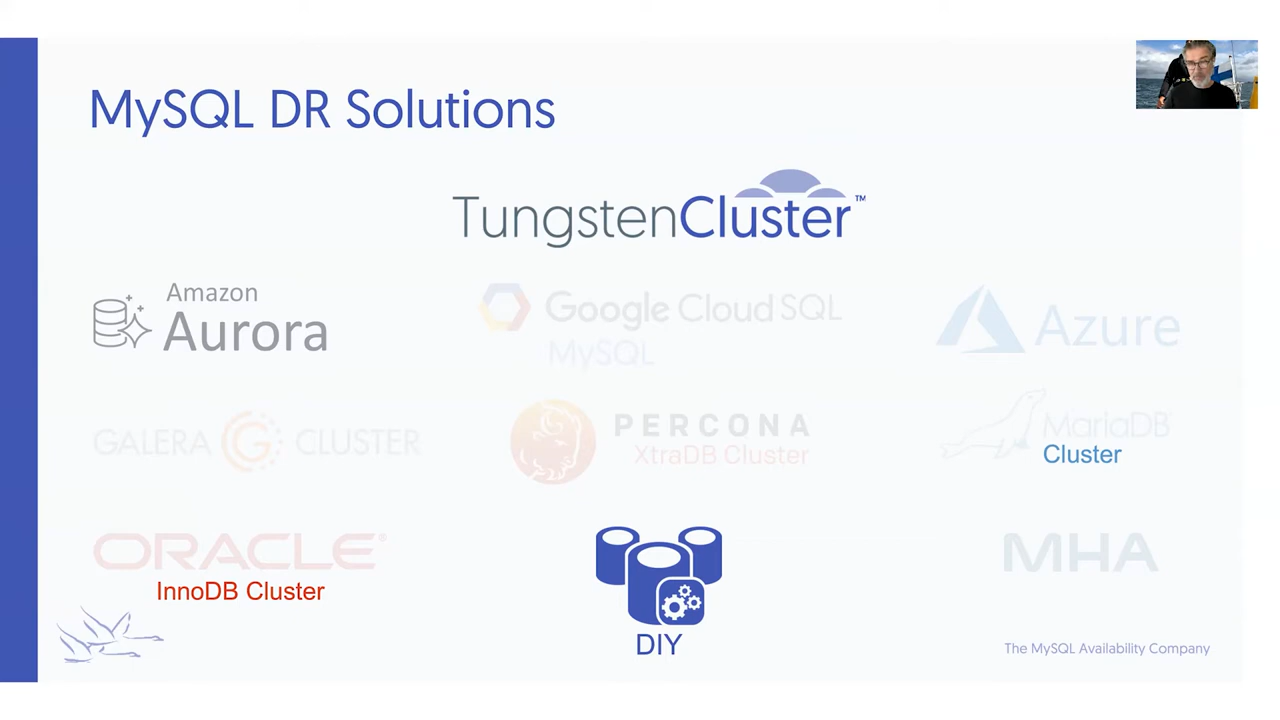 MySQL DR Solutions
TungstenCluster™
Amazon
Aurora
Google Cloud SQL
MySQL
Azure
GALERA CLUSTER
PERCONA
XtraDB Cluster
MariaDB®
Cluster
ORACLE®
InnoDB Cluster
DIY
MHA
The MySQL Availability Company